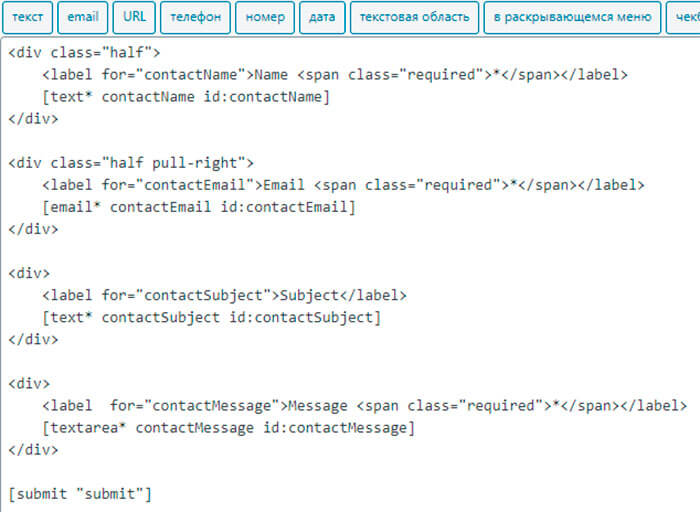 текст email URL телефон номер дата текстовая область в раскрывающемся меню чекб
<div class="half">
    <label for="contactName">Name <span class="required">*</span></label>
    [text* contactName id:contactName]
</div>

<div class="half pull-right">
    <label for="contactEmail">Email <span class="required">*</span></label>
    [email* contactEmail id:contactEmail]
</div>

<div>
    <label for="contactSubject">Subject</label>
    [text* contactSubject id:contactSubject]
</div>

<div>
    <label  for="contactMessage">Message <span class="required">*</span></label>
    [textarea* contactMessage id:contactMessage]
</div>

[submit "submit"]